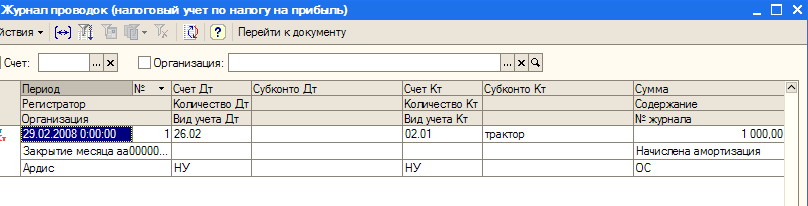 Журнал проводок (налоговый учет по налогу на прибыль)
йствия Перейти к документу
Счет: ... x Организация: ... x
Период № Счет Дт Субконто Дт Счет Кт Субконто Кт Сумма
Регистратор Количество Дт Количество Кт Содержание
Организация Вид учета Дт Вид учета Кт № журнала
29.02.2008 0:00:00 1 26.02 02.01 трактор 1 000,00
Закрытие месяца аа00000... Начислена амортизация
Ардис НУ НУ ОС